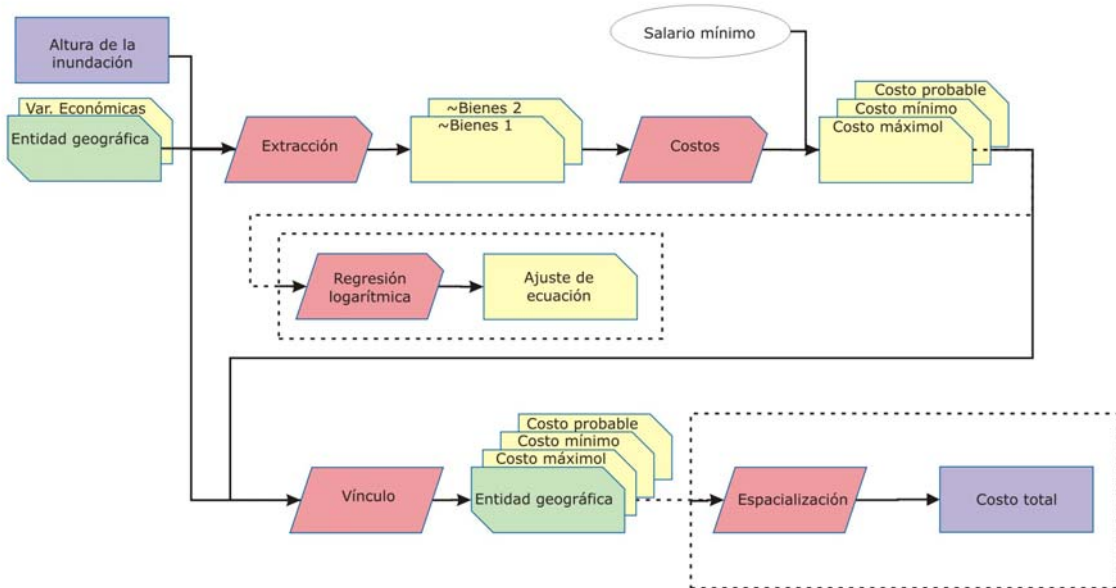 Altura de la
inundación
Salario mínimo
Var. Económicas
Entidad geográfica
Extracción
~Bienes 2
~Bienes 1
Costos
Costo probable
Costo mínimo
Costo máximol
Regresión
logarítmica
Ajuste de
ecuación
Vínculo
Costo probable
Costo mínimo
Costo máximol
Entidad geográfica
Espacialización
Costo total